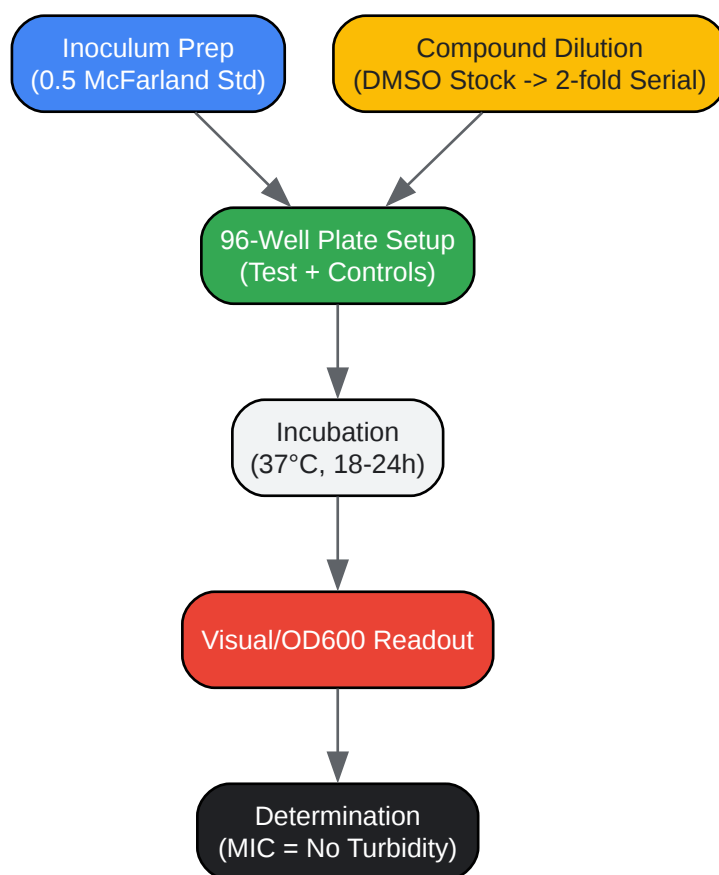 Inoculum Prep
(0.5 McFarland Std)
Compound Dilution
(DMSO Stock -> 2-fold Serial)
96-Well Plate Setup
(Test + Controls)
Incubation
(37°C, 18-24h)
Visual/OD600 Readout
Determination
(MIC = No Turbidity)